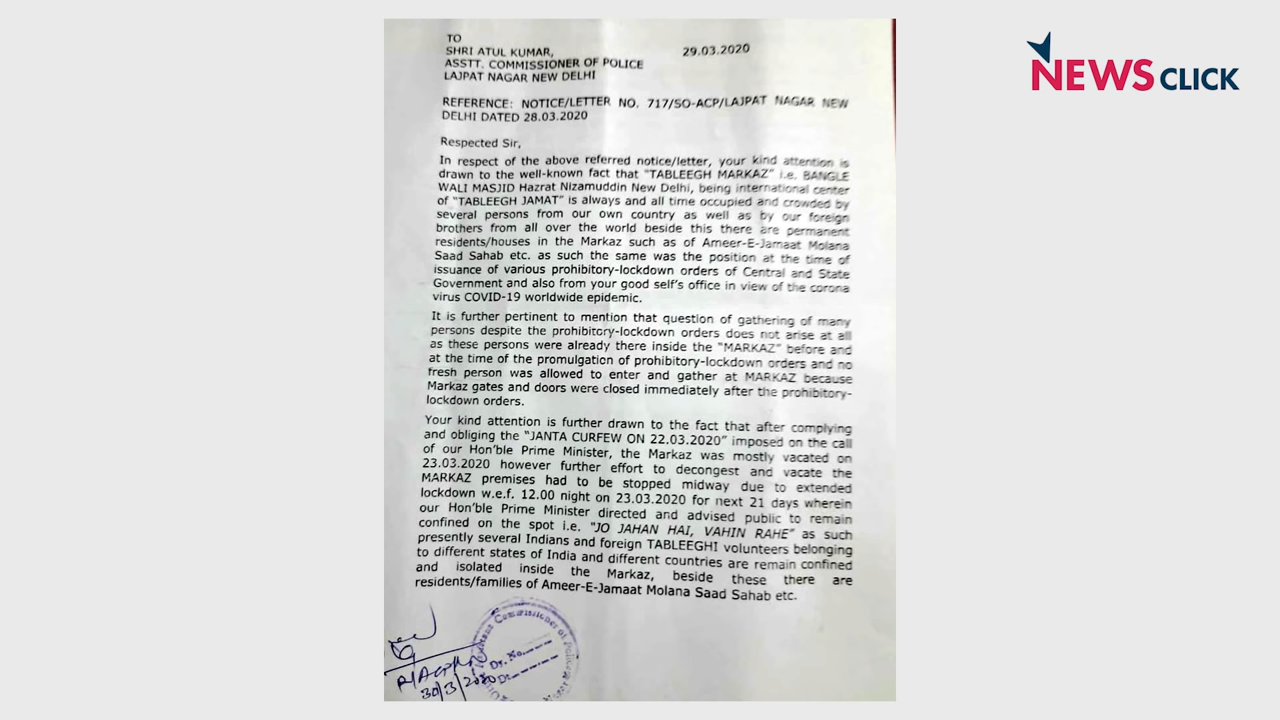 NEWSCLICK
TO
SHRI ATUL KUMAR, 29.03.2020
ASSTT. COMMISSIONER OF POLICE
LAJPAT NAGAR NEW DELHI
REFERENCE: NOTICE/LETTER NO. 717/SO-ACP/LAJPAT NAGAR NEW
DELHI DATED 28.03.2020
Respected Sir,
In respect of the above referred notice/letter, your kind attention is
drawn to the well-known fact that "TABLEEGH MARKAZ" i.e. BANGLE
WALI MASJID Hazrat Nizamuddin New Delhi, being international center
of "TABLEEGH JAMAT" is always and all time occupied and crowded by
several persons from our own country as well as by our foreign
brothers from all over the world beside this there are permanent
residents/houses in the Markaz such as of Ameer-E-Jamaat Molana
Saad Sahab etc. as such the same was the position at the time of
issuance of various prohibitory-lockdown orders of Central and State
Government and also from your good self's office in view of the corona
virus COVID-19 worldwide epidemic.
It is further pertinent to mention that question of gathering of many
persons despite the prohibitory-lockdown orders does not arise at all
as these persons were already there inside the "MARKAZ" before and
at the time of the promulgation of prohibitory-lockdown orders and no
fresh person was allowed to enter and gather at MARKAZ because
Markaz gates and doors were closed immediately after the prohibitory-
lockdown orders.
Your kind attention is further drawn to the fact that after complying
and obliging the "JANTA CURFEW ON 22.03.2020" imposed on the call
of our Hon'ble Prime Minister, the Markaz was mostly vacated on
23.03.2020 however further effort to decongest and vacate the
MARKAZ premises had to be stopped midway due to extended
lockdown w.e.f. 12.00 night on 23.03.2020 for next 21 days wherein
our Hon'ble Prime Minister directed and advised public to remain
confined on the spot i.e. "JO JAHAN HAI, VAHIN RAHE" as such
presently several Indians and foreign TABLEEGHI volunteers belonging
to different states of India and different countries are remain confined
and isolated inside the Markaz, beside these there are
residents/families of Ameer-E-Jamaat Molana Saad Sahab etc.
Commissioner of
Dy. No.
30/3/2020